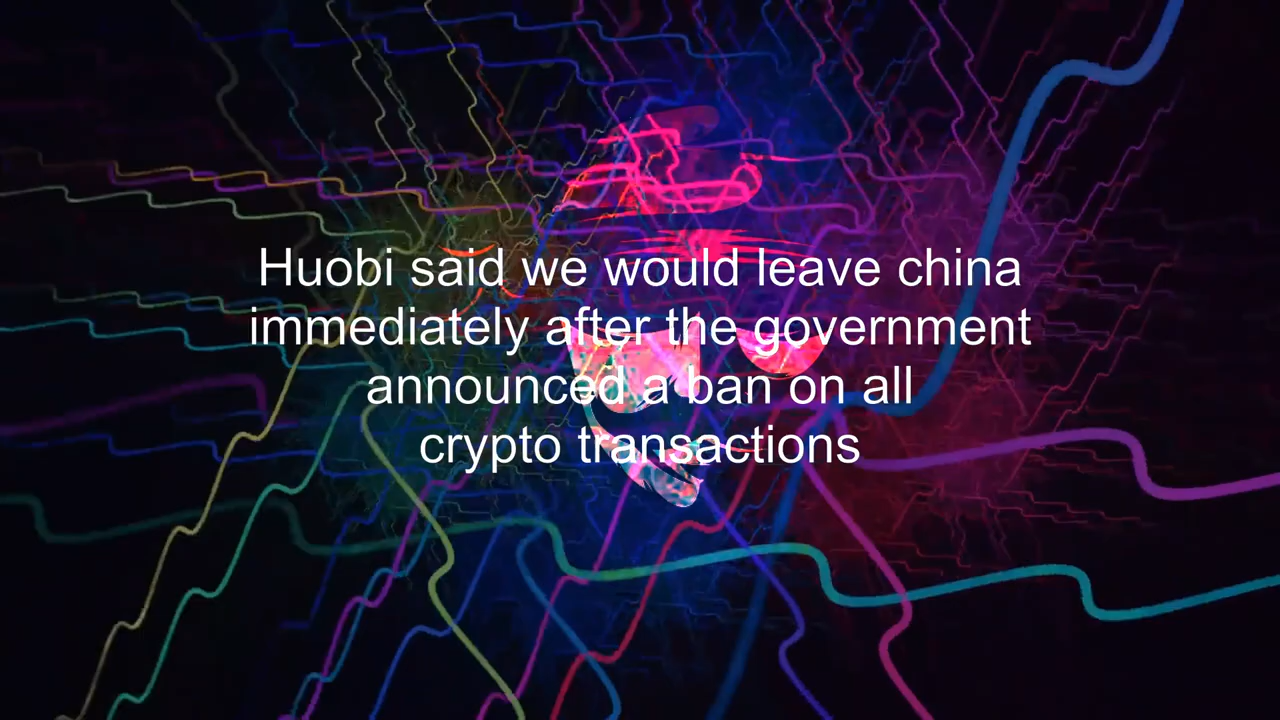 Huobi said we would leave china
immediately after the government
announced a ban on all
crypto transactions